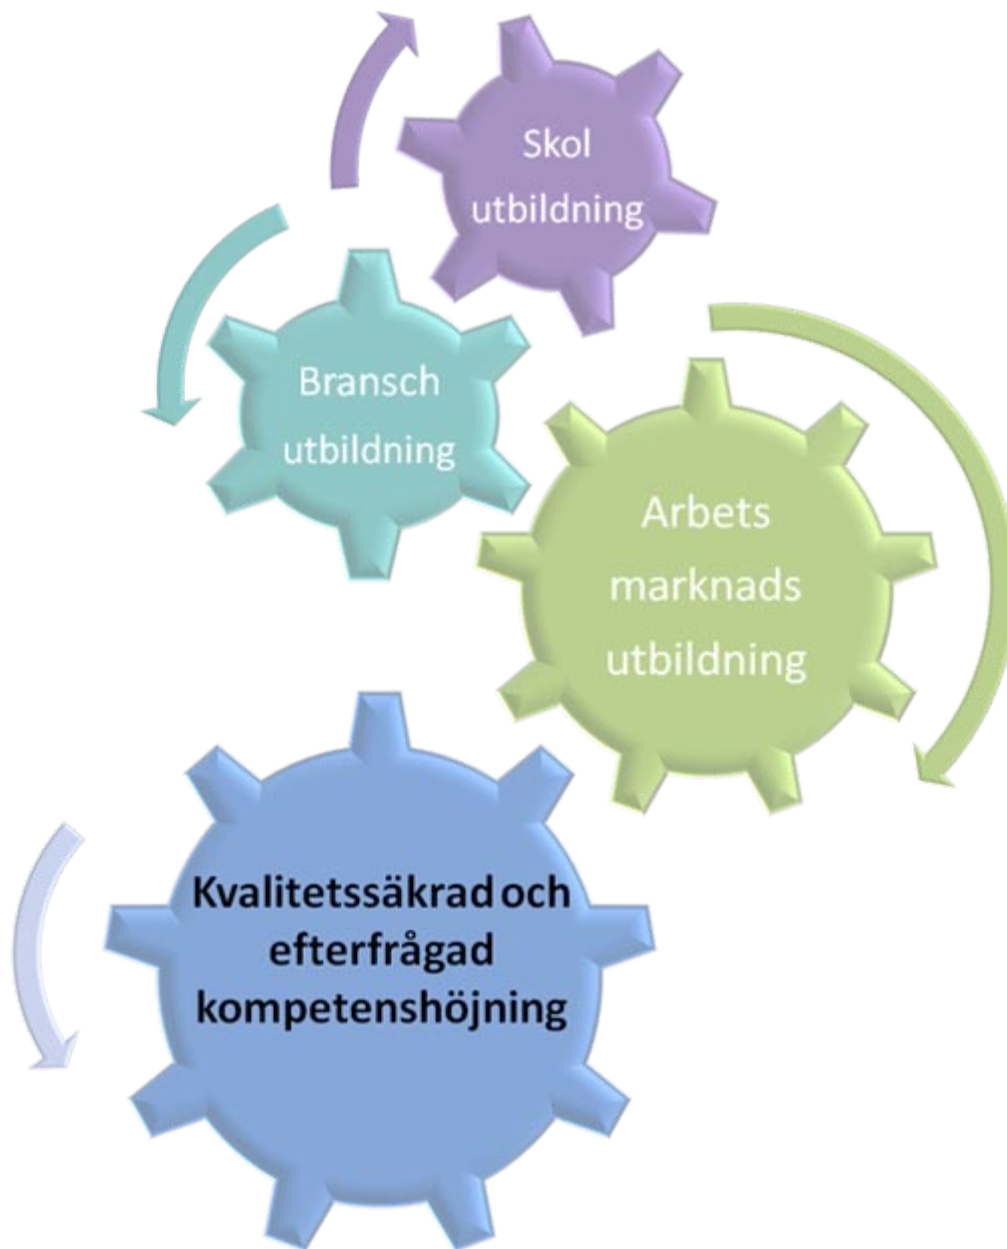 Skol
utbildning
Bransch
utbildning
Arbets
marknads
utbildning
Kvalitetssäkrad och
efterfrågad
kompetenshöjning